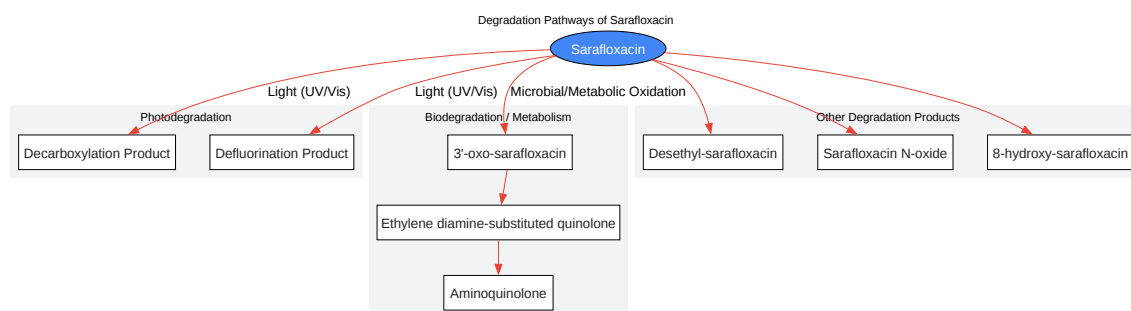 Degradation Pathways of Sarafloxacin
Sarafloxacin
Light (UV/Vis)
Light (UV/Vis)
Microbial/Metabolic Oxidation
Photodegradation
Biodegradation / Metabolism
Other Degradation Products
Decarboxylation Product
Defluorination Product
3'-oxo-sarafloxacin
Desethyl-sarafloxacin
Sarafloxacin N-oxide
8-hydroxy-sarafloxacin
Ethylene diamine-substituted quinolone
Aminoquinolone